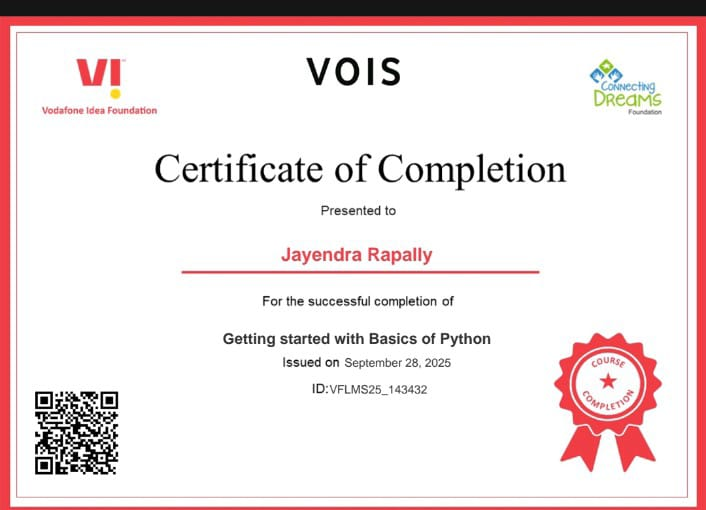 VI
Vodafone Idea Foundation
VOIS
Connecting
Dreams
Foundation
Certificate of Completion
Presented to
Jayendra Rapally
For the successful completion of
Getting started with Basics of Python
Issued on September 28, 2025
ID:VFLMS25_143432
COURSE
COMPLETION